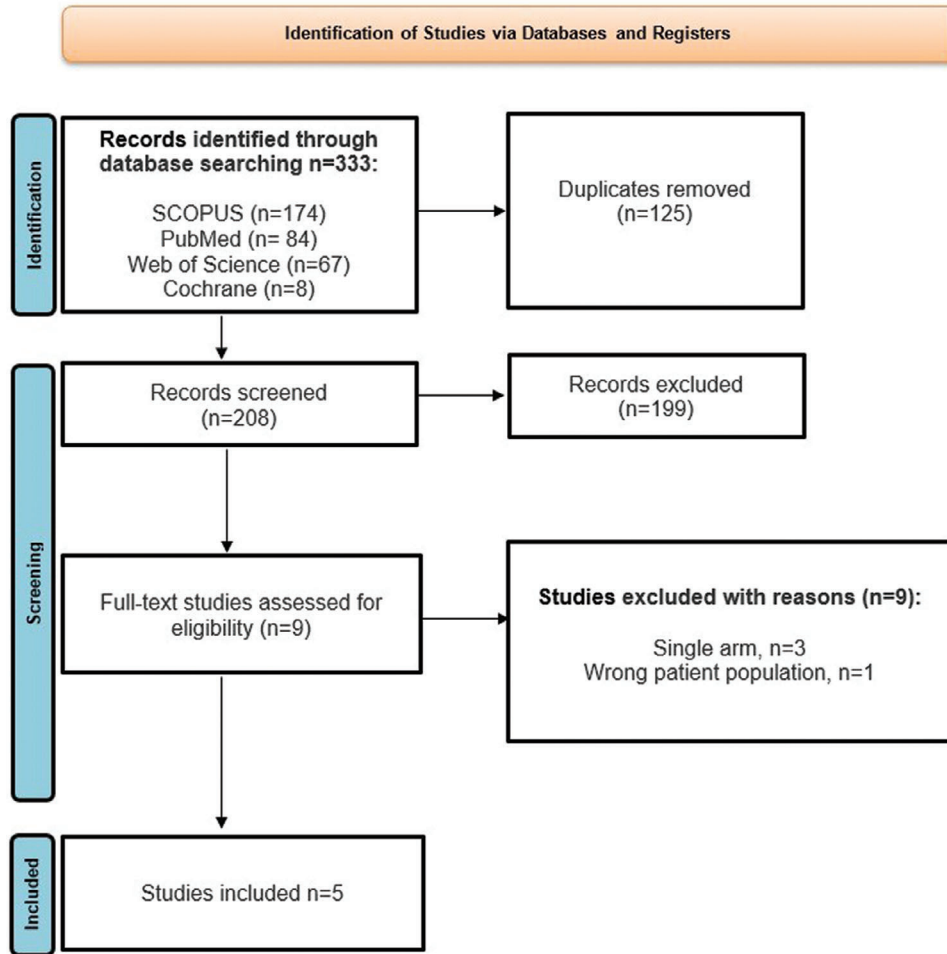 Identification of Studies via Databases and Registers
Identification
Records identified through
database searching n=333:
SCOPUS (n=174)
PubMed (n= 84)
Web of Science (n=67)
Cochrane (n=8)
Duplicates removed
(n=125)
Screening
Records screened
(n=208)
Records excluded
(n=199)
Full-text studies assessed for
eligibility (n=9)
Studies excluded with reasons (n=9):
Single arm, n=3
Wrong patient population, n=1
Included
Studies included n=5